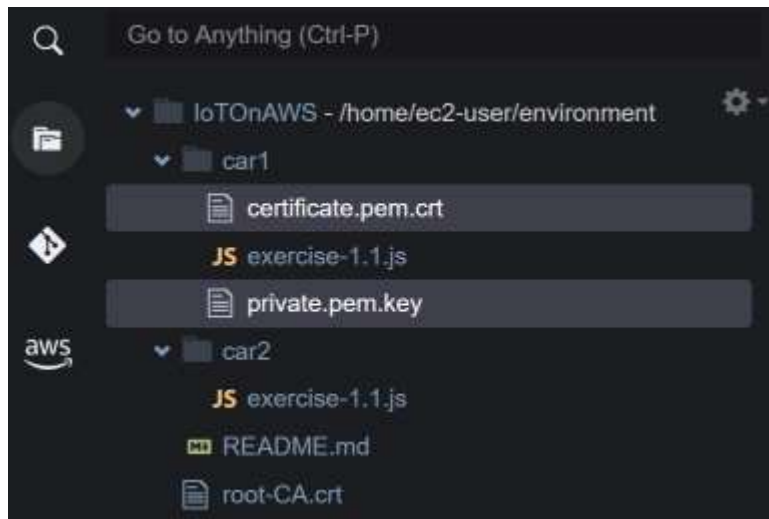 Go to Anything (Ctrl-P)
IoTOnAWS - /home/ec2-user/environment
car1
certificate.pem.crt
JS exercise-1.1.js
private.pem.key
aws
car2
JS exercise-1.1.js
README.md
root-CA.crt